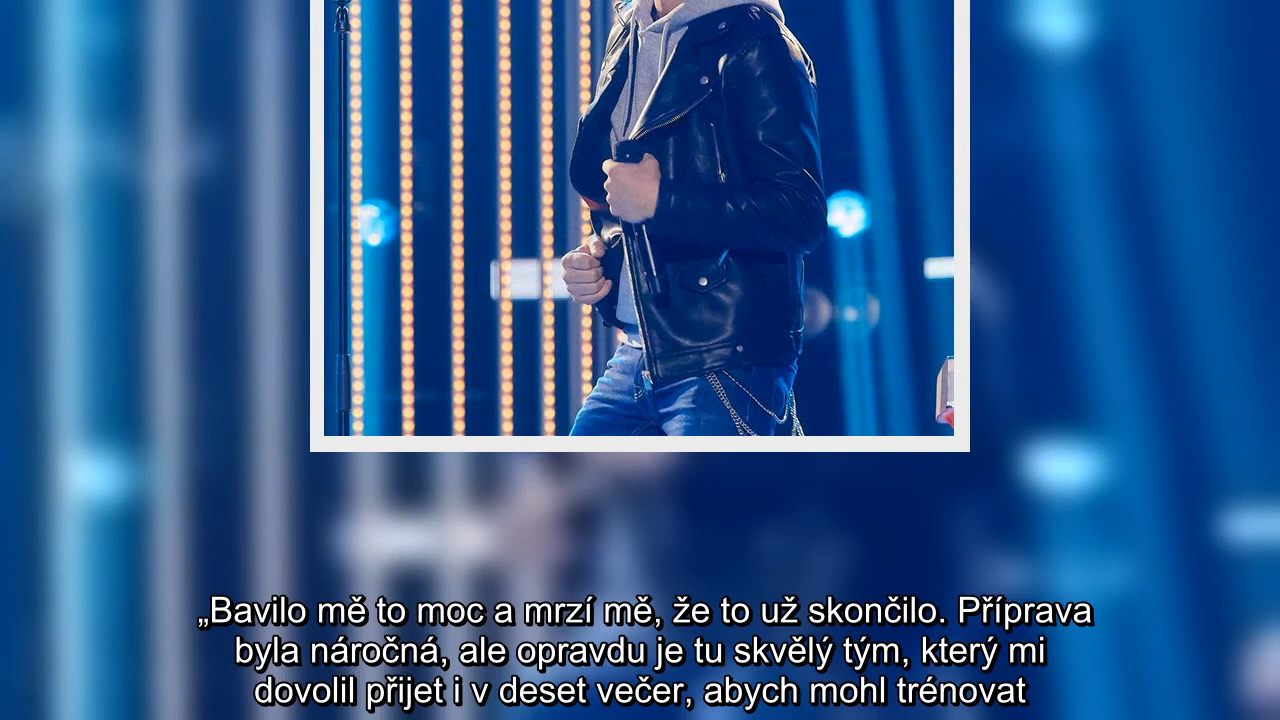 „Bavilo mě to moc a mrzí mě, že to už skončilo. Příprava
byla náročná, ale opravdu je tu skvělý tým, který mi
dovolil přijet i v deset večer, abych mohl trénovat